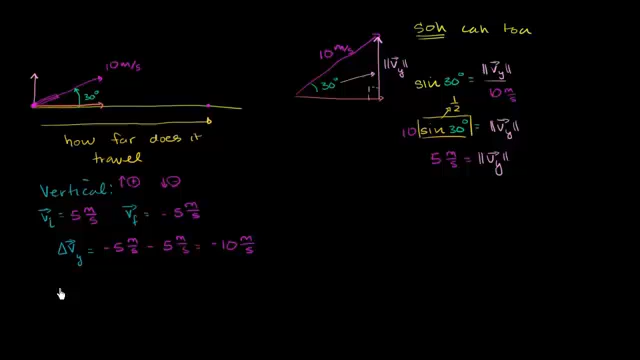 10 m/s
30°
how far does it
travel
Vertical: ↑⊕ ↓⊖
v⃗i = 5 m/s v⃗f = -5 m/s
Δv⃗y = -5 m/s - 5 m/s = -10 m/s
10 m/s
30°
||v⃗y||
SOH cah toa
sin 30° = ||v⃗y|| / 10 m/s
1/2
10 sin 30° = ||v⃗y||
5 m/s = ||v⃗y||